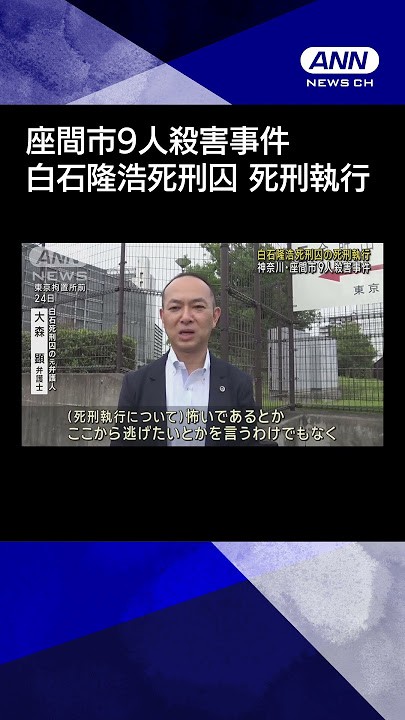 ANN
NEWS CH
座間市9人殺害事件
白石隆浩死刑囚 死刑執行
ANN
NEWS
東京拘置所前
24日
白石死刑囚の元弁護人
大森 顕 弁護士
白石隆浩死刑囚の死刑執行
神奈川・座間市9人殺害事件
東京
(死刑執行について)怖いであるとか
ここから逃げたいとかを言うわけでもなく